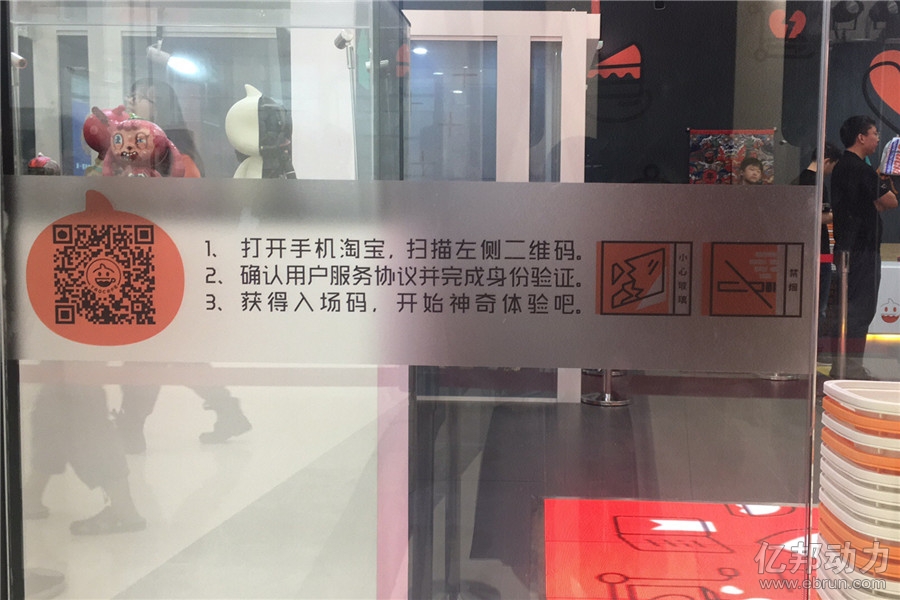 1、打开手机淘宝，扫描左侧二维码。
2、确认用户服务协议并完成身份验证。
3、获得入场码，开始神奇体验吧。
小心玻璃
禁烟
亿邦动力
www.ebrun.com